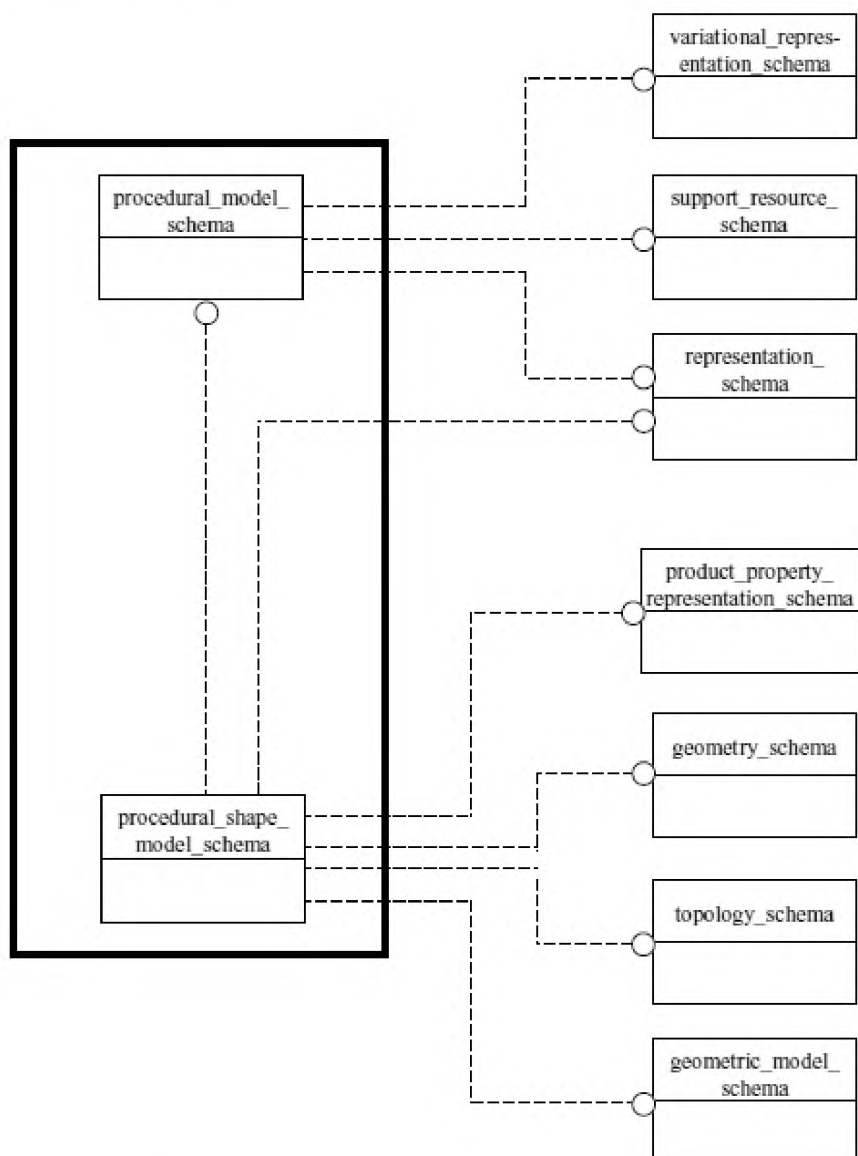 variational_repres-
entation_schema
procedural_model_
schema
support_resource_
schema
representation_
schema
product_property_
representation_schema
geometry_schema
procedural_shape_
model_schema
topology_schema
geometric_model_
schema